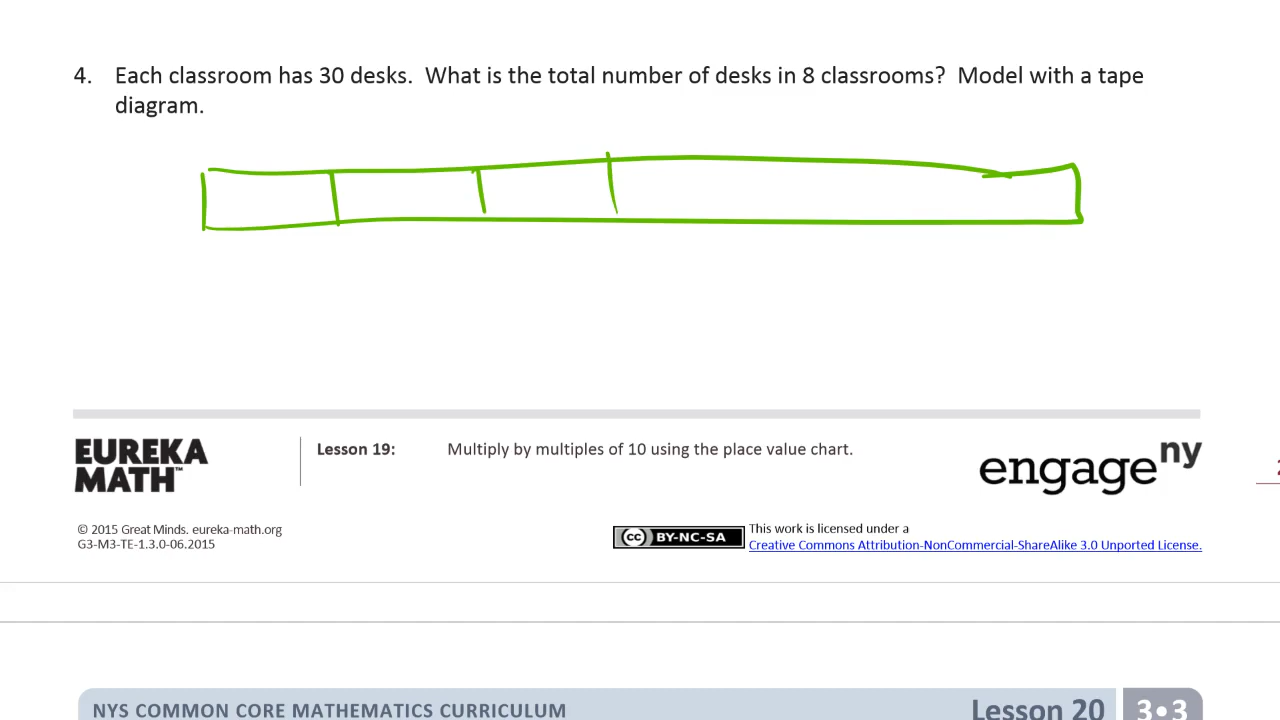 4. Each classroom has 30 desks. What is the total number of desks in 8 classrooms? Model with a tape
diagram.
EUREKA
MATH™
Lesson 19: Multiply by multiples of 10 using the place value chart.
engage ny
© 2015 Great Minds. eureka-math.org
G3-M3-TE-1.3.0-06.2015
cc BY-NC-SA
This work is licensed under a
Creative Commons Attribution-NonCommercial-ShareAlike 3.0 Unported License.
NYS COMMON CORE MATHEMATICS CURRICULUM
Lesson 20
3•3